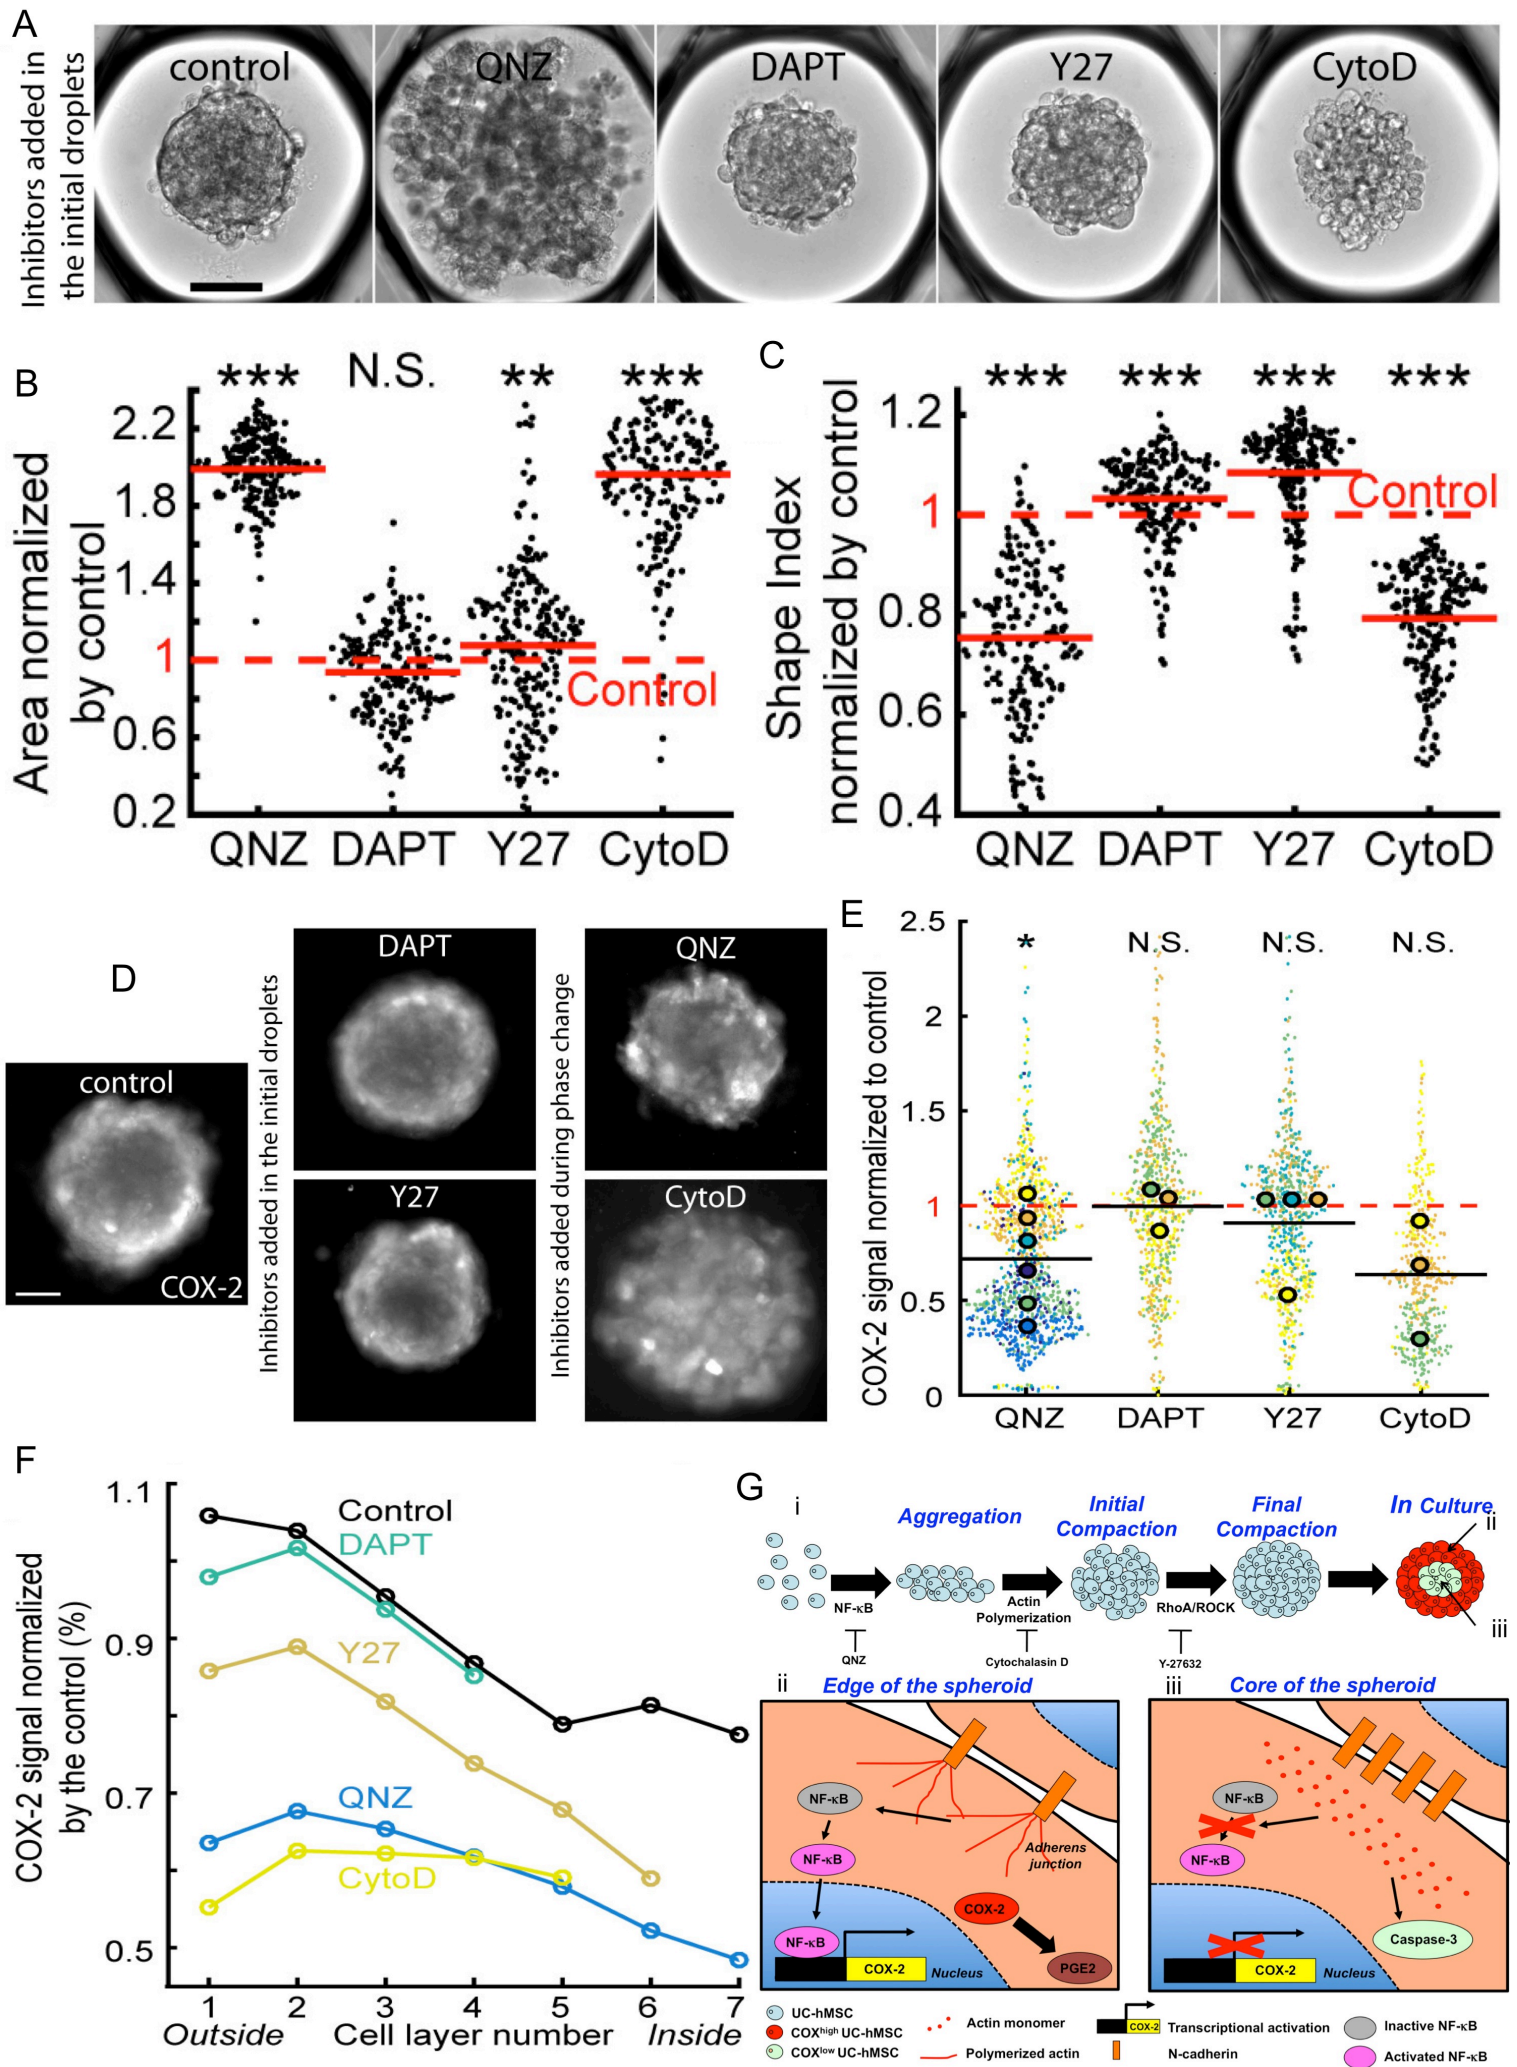 A
Inhibitors added in
the initial droplets
control
QNZ
DAPT
Y27
CytoD
B
Area normalized
by control
2.2
1.8
1.4
1
0.6
0.2
***
N.S.
**
***
Control
QNZ
DAPT
Y27
CytoD
C
Shape Index
normalized by control
1.2
1
0.8
0.6
0.4
***
***
***
***
Control
QNZ
DAPT
Y27
CytoD
D
control
COX-2
Inhibitors added in the initial droplets
DAPT
Y27
Inhibitors added during phase change
QNZ
CytoD
E
COX-2 signal normalized to control
2.5
2
1.5
1
0.5
0
*
N.S.
N.S.
N.S.
QNZ
DAPT
Y27
CytoD
F
COX-2 signal normalized
by the control (%)
1.1
0.9
0.7
0.5
Control
DAPT
Y27
QNZ
CytoD
1 2 3 4 5 6 7
Outside Cell layer number Inside
G
i
Aggregation
Initial
Compaction
Final
Compaction
In Culture
ii
iii
NF-κB
QNZ
Actin
Polymerization
Cytochalasin D
RhoA/ROCK
Y-27632
ii
Edge of the spheroid
NF-κB
NF-κB
NF-κB
Adherens
junction
COX-2
PGE2
COX-2
Nucleus
iii
Core of the spheroid
NF-κB
NF-κB
Caspase-3
COX-2
Nucleus
UC-hMSC
COXhigh UC-hMSC
COXlow UC-hMSC
Actin monomer
Polymerized actin
COX-2
Transcriptional activation
N-cadherin
Inactive NF-κB
Activated NF-κB